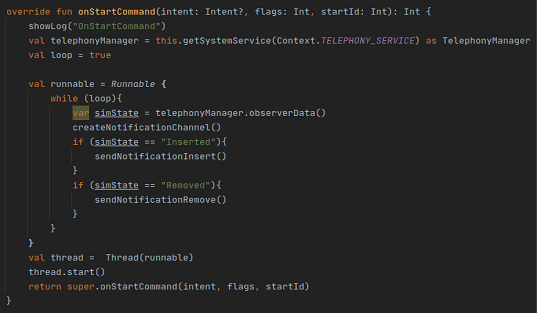 override fun onStartCommand(intent: Intent?, flags: Int, startId: Int): Int {
    showLog("OnStartCommand")
    val telephonyManager = this.getSystemService(Context.TELEPHONY_SERVICE) as TelephonyManager
    val loop = true
    val runnable = Runnable {
        while (loop){
            var simState = telephonyManager.observerData()
            createNotificationChannel()
            if (simState == "Inserted"){
                sendNotificationInsert()
            }
            if (simState == "Removed"){
                sendNotificationRemove()
            }
        }
    }
    val thread =  Thread(runnable)
    thread.start()
    return super.onStartCommand(intent, flags, startId)
}